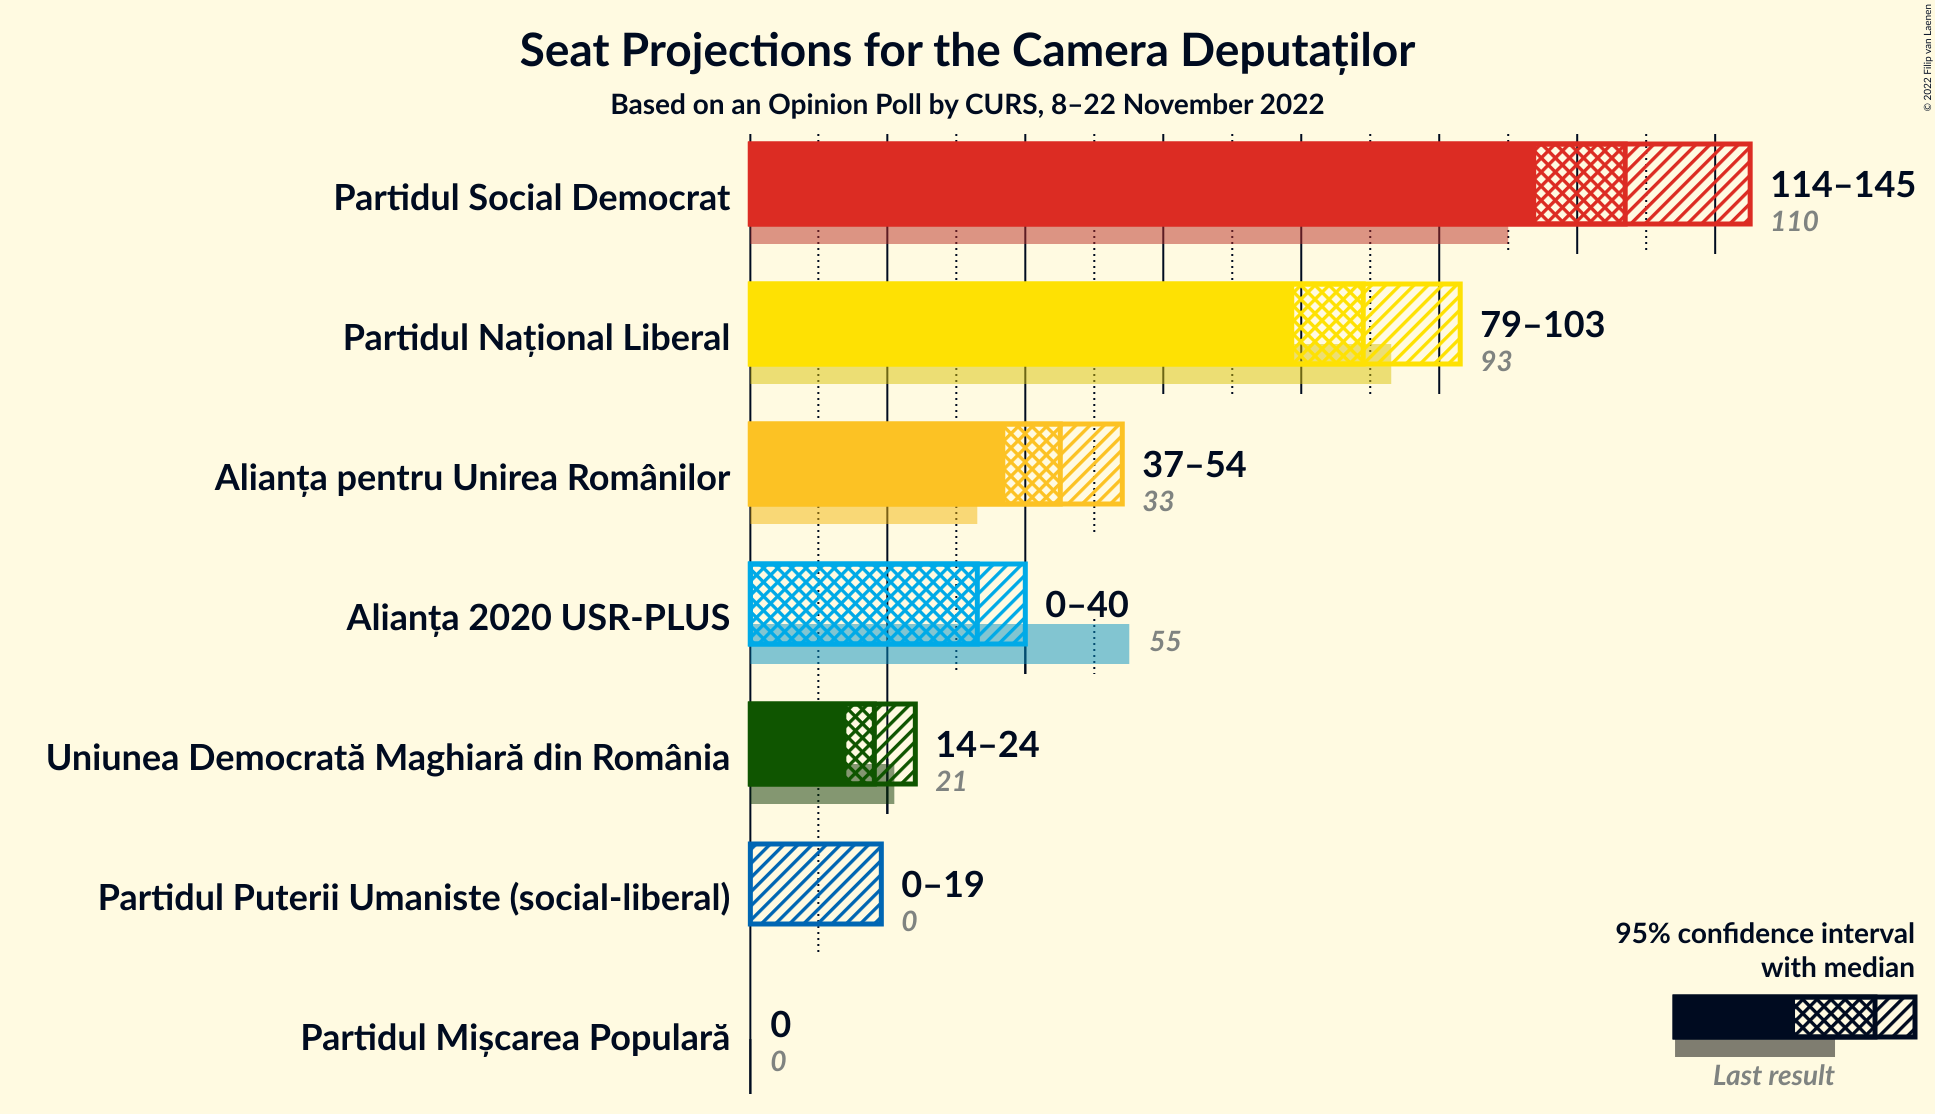 Seat Projections for the Camera Deputaților
Based on an Opinion Poll by CURS, 8–22 November 2022
© 2022 Filip van Laenen
Partidul Social Democrat
114–145
110
Partidul Național Liberal
79–103
93
Alianța pentru Unirea Românilor
37–54
33
Alianța 2020 USR-PLUS
0–40
55
Uniunea Democrată Maghiară din România
14–24
21
Partidul Puterii Umaniste (social-liberal)
0–19
0
Partidul Mișcarea Populară
0
0
95% confidence interval
with median
Last result